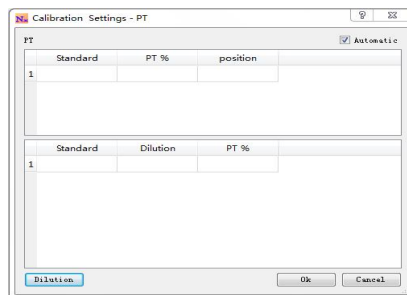 Calibration Settings - PT
PT
Automatic
Standard PT % position
1
Standard Dilution PT %
1
Dilution Ok Cancel